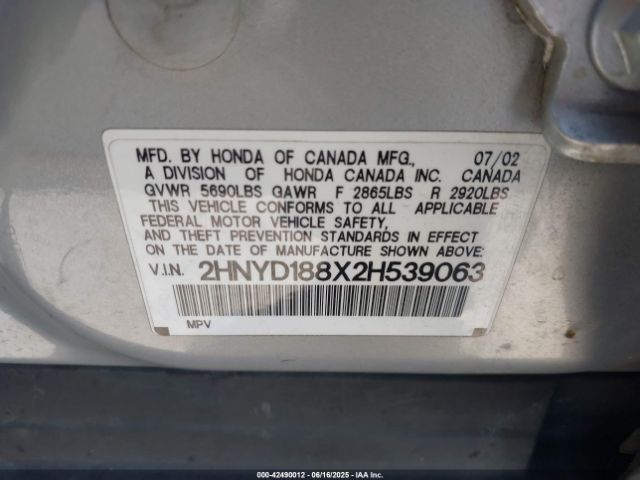 MFD. BY HONDA OF CANADA MFG., 07/02
A DIVISION OF HONDA CANADA INC. CANADA
GVWR 5690LBS GAWR F 2865LBS R 2920LBS
THIS VEHICLE CONFORMS TO ALL APPLICABLE
FEDERAL MOTOR VEHICLE SAFETY,
AND THEFT PREVENTION STANDARDS IN EFFECT
ON THE DATE OF MANUFACTURE SHOWN ABOVE.
V.I.N. 2HNYD188X2H539063
MPV
000-42490012 - 06/16/2025 - IAA Inc.